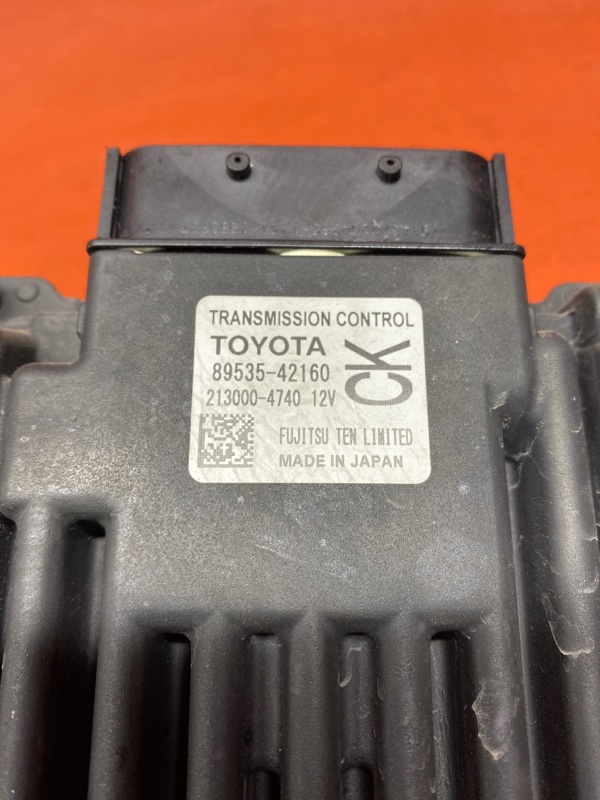 TRANSMISSION CONTROL
TOYOTA
CK
89535-42160
213000-4740 12V
FUJITSU TEN LIMITED
MADE IN JAPAN